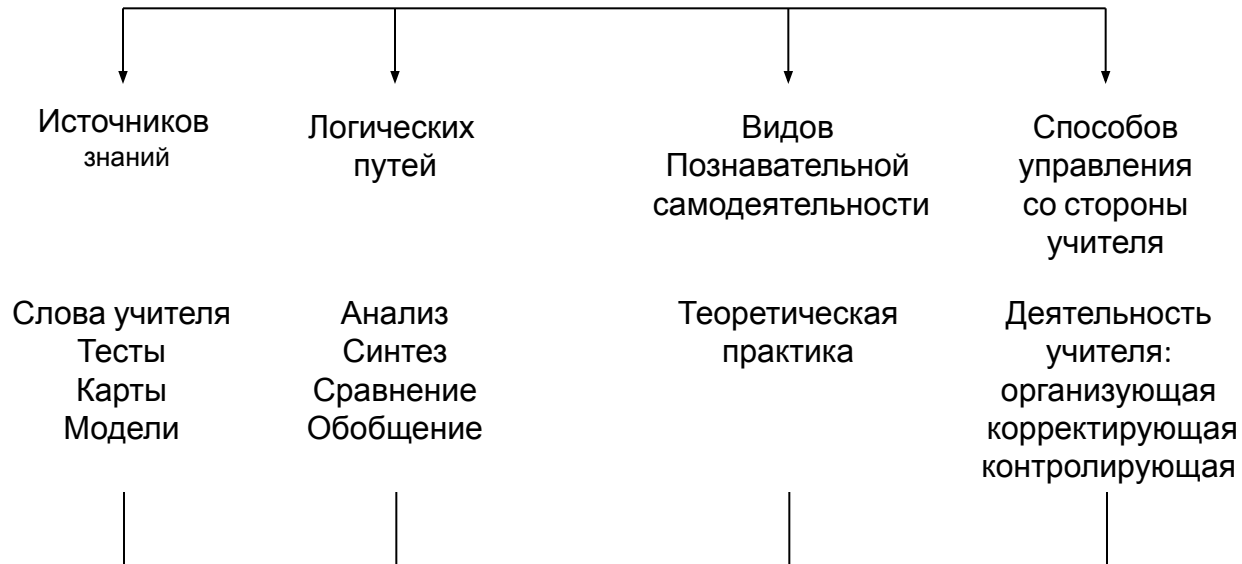 Источников
знаний
Логических
путей
Видов
Познавательной
самодеятельности
Способов
управления
со стороны
учителя
Слова учителя
Тесты
Карты
Модели
Анализ
Синтез
Сравнение
Обобщение
Теоретическая
практика
Деятельность
учителя:
организующая
корректирующая
контролирующая